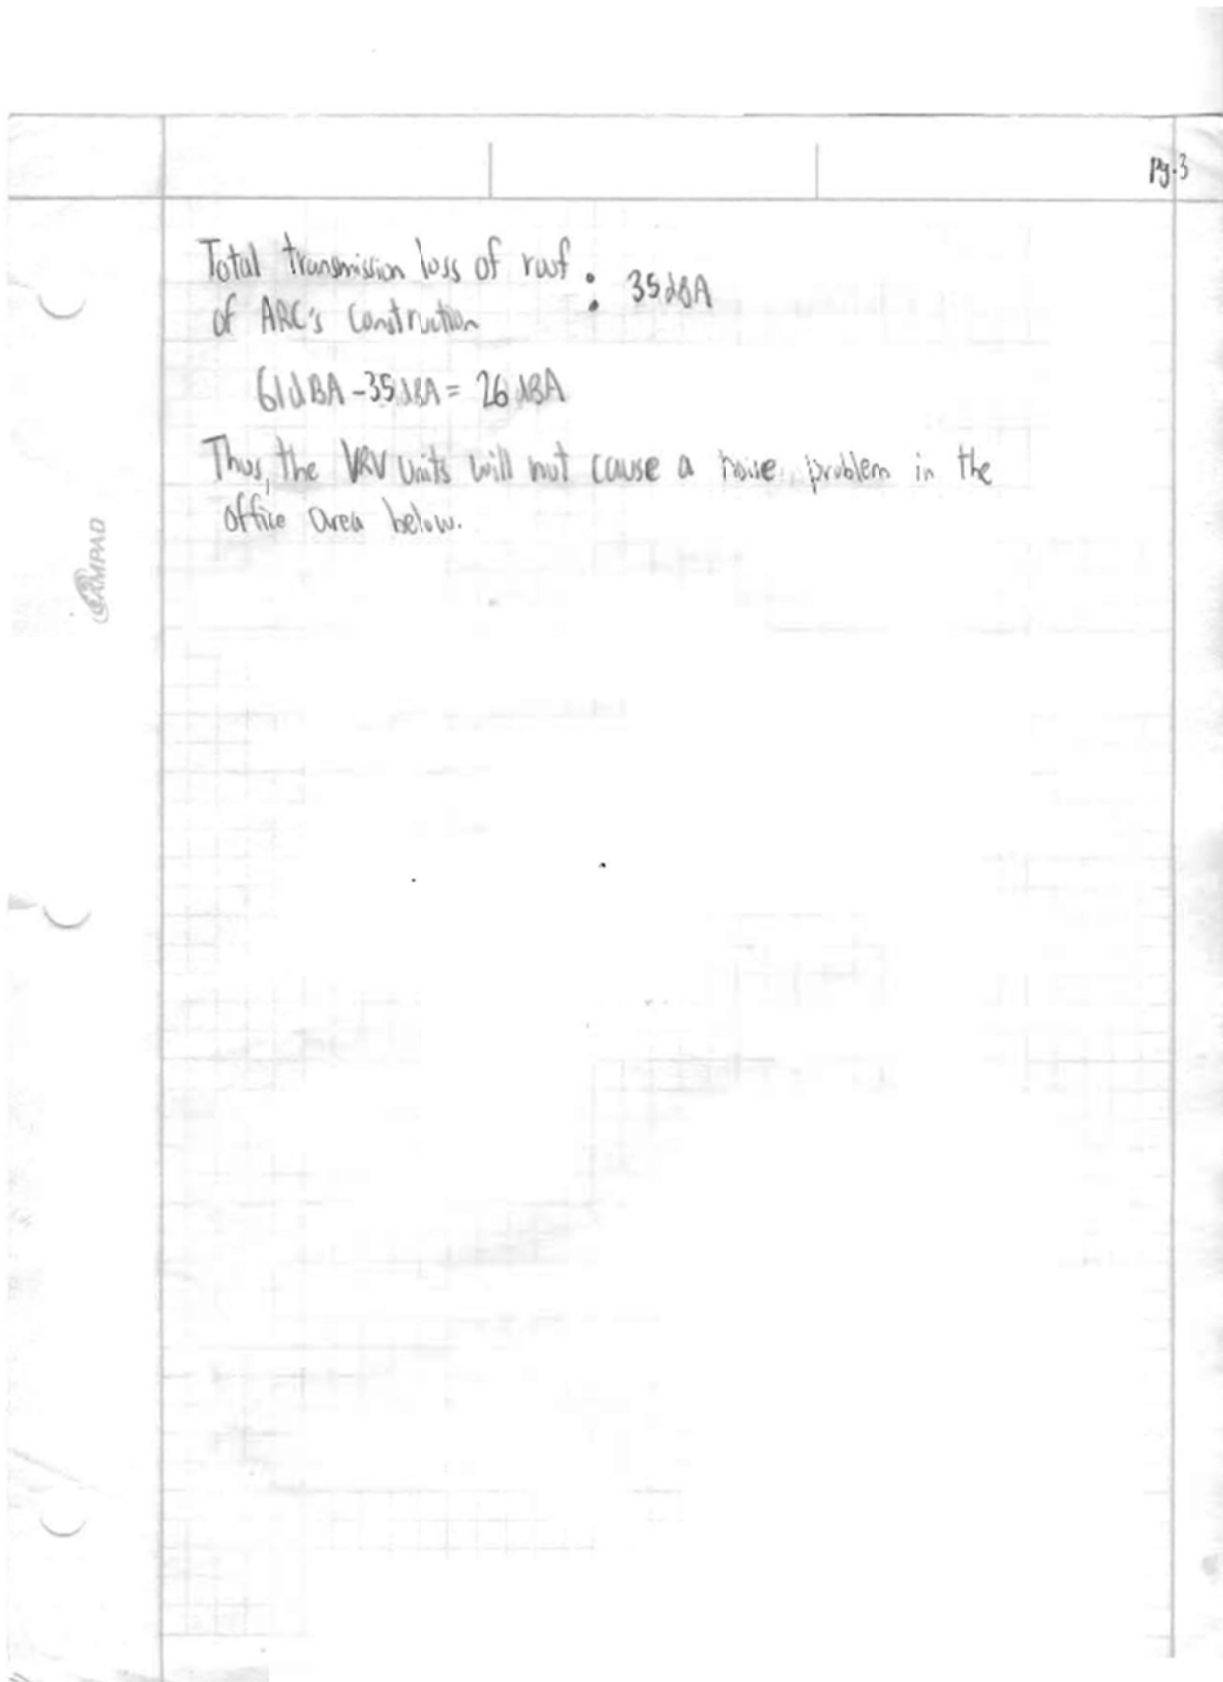 Pg.3
Total transmission loss of roof : 35dBA
of ARC's Construction
61dBA-35dBA= 26dBA
Thus, the VRV Units will not cause a noise problem in the
office area below.
AMPAD